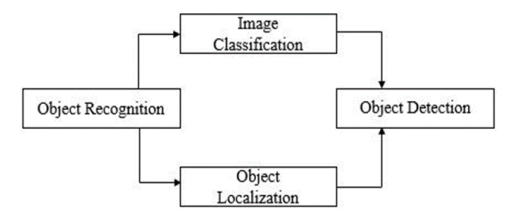 Image
Classification
Object Recognition
Object Detection
Object
Localization